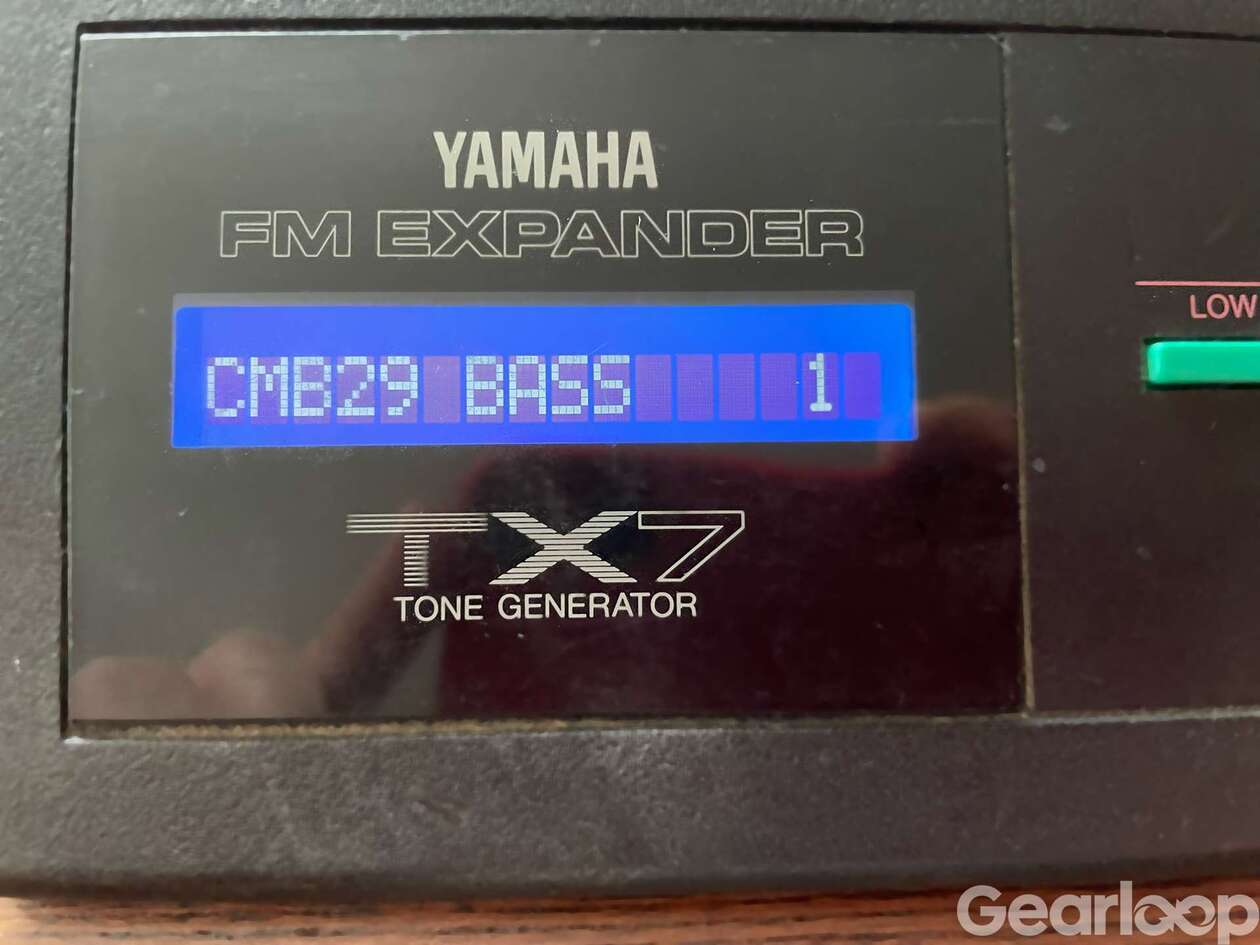 YAMAHA
FM EXPANDER
LOW
CMB29 BASS    1
TX7
TONE GENERATOR
Gearloop